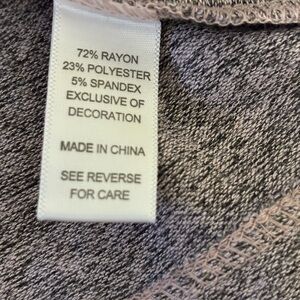 72% RAYON
23% POLYESTER
5% SPANDEX
EXCLUSIVE OF
DECORATION
MADE IN CHINA
SEE REVERSE
FOR CARE